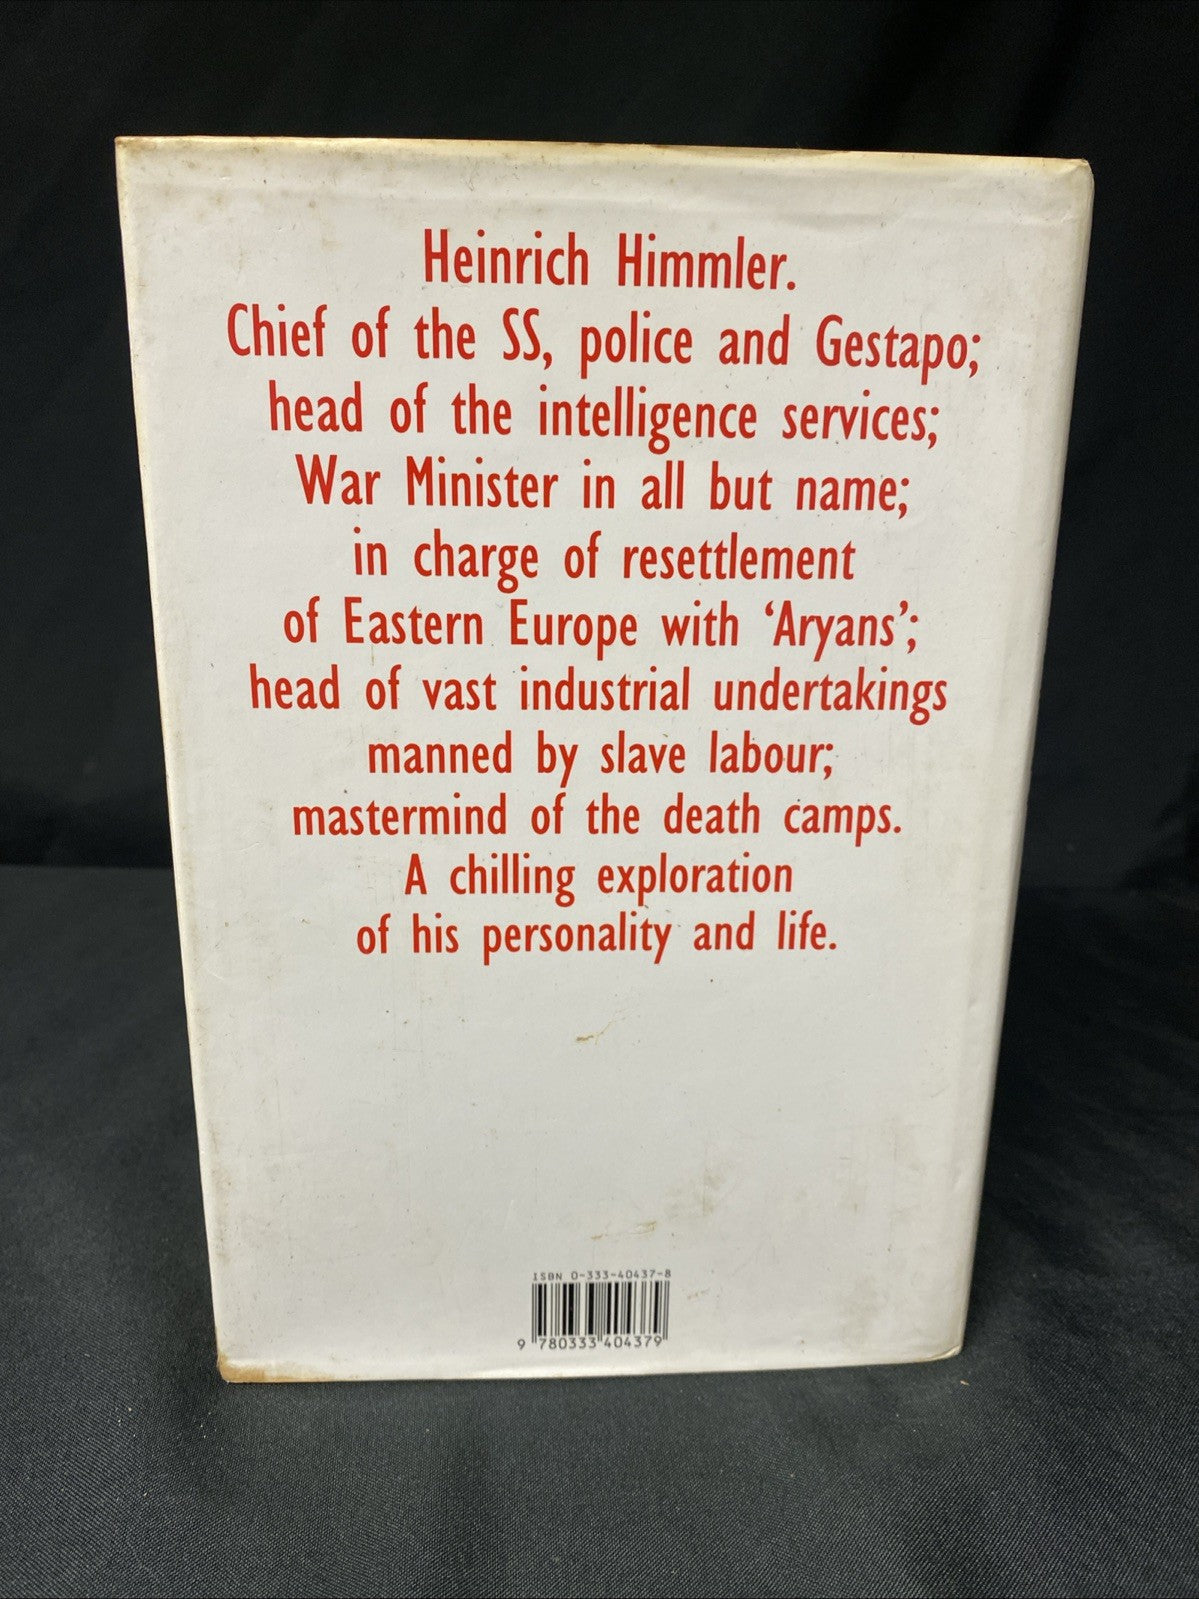 Heinrich Himmler.
Chief of the SS, police and Gestapo;
head of the intelligence services;
War Minister in all but name;
in charge of resettlement
of Eastern Europe with ‘Aryans’;
head of vast industrial undertakings
manned by slave labour;
mastermind of the death camps.
A chilling exploration
of his personality and life.
ISBN 0-333-40437-8
9 780333 404379